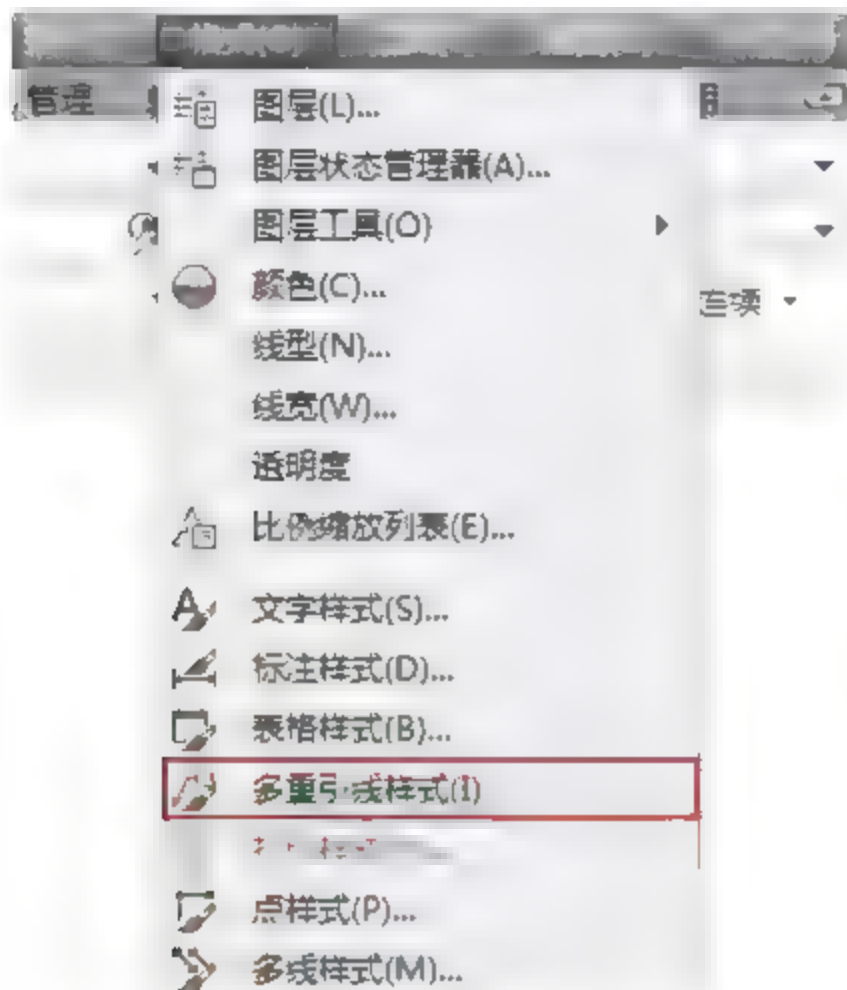 管理
图层(L)...
图层状态管理器(A)...
图层工具(O)
颜色(C)...
连续
线型(N)...
线宽(W)...
透明度
比例缩放列表(E)...
文字样式(S)...
标注样式(D)...
表格样式(B)...
多重引线样式(I)
点样式(P)...
多线样式(M)...